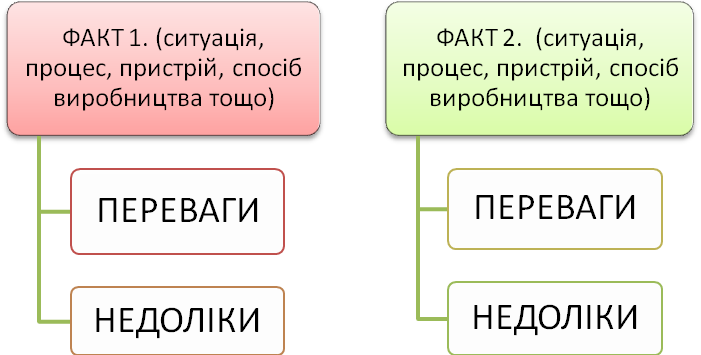 ФАКТ 1. (ситуація,
процес, пристрій, спосіб
виробництва тощо)
ПЕРЕВАГИ
НЕДОЛІКИ
ФАКТ 2. (ситуація,
процес, пристрій, спосіб
виробництва тощо)
ПЕРЕВАГИ
НЕДОЛІКИ